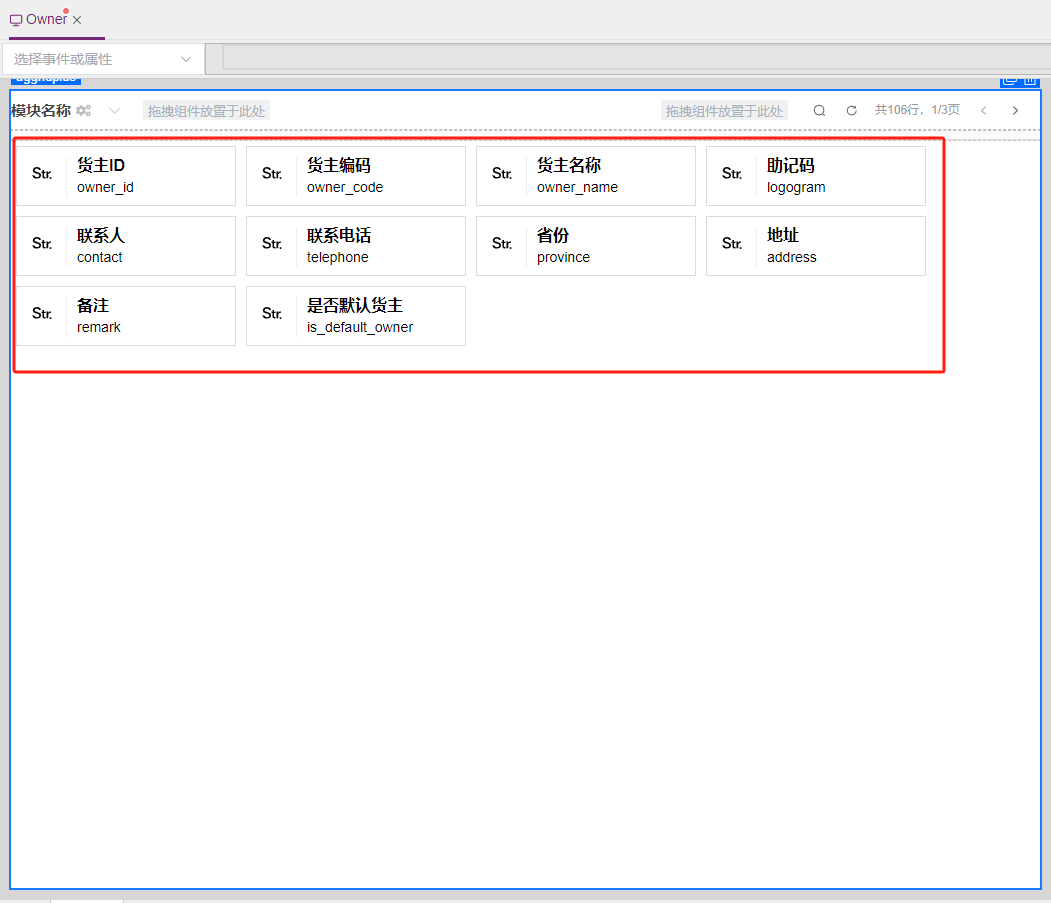 Owner
选择事件或属性
模块名称
拖拽组件放置于此处
拖拽组件放置于此处
共106行，1/3页
Str.
货主ID
owner_id
Str.
货主编码
owner_code
Str.
货主名称
owner_name
Str.
助记码
logogram
Str.
联系人
contact
Str.
联系电话
telephone
Str.
省份
province
Str.
地址
address
Str.
备注
remark
Str.
是否默认货主
is_default_owner